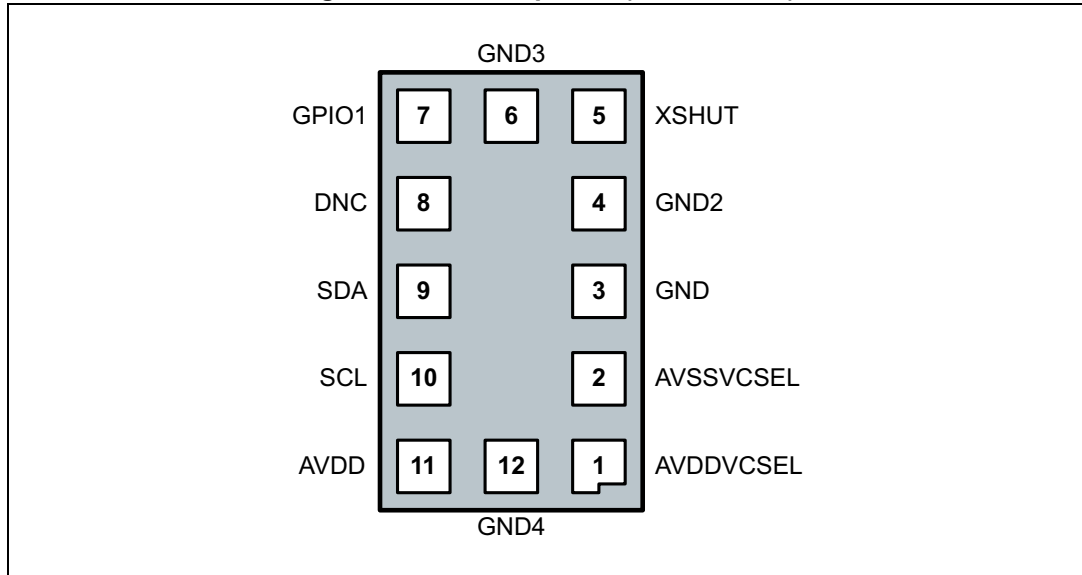 GND3
GPIO1 7 6 5 XSHUT
DNC 8 4 GND2
SDA 9 3 GND
SCL 10 2 AVSSVCSEL
AVDD 11 12 1 AVDDVCSEL
GND4